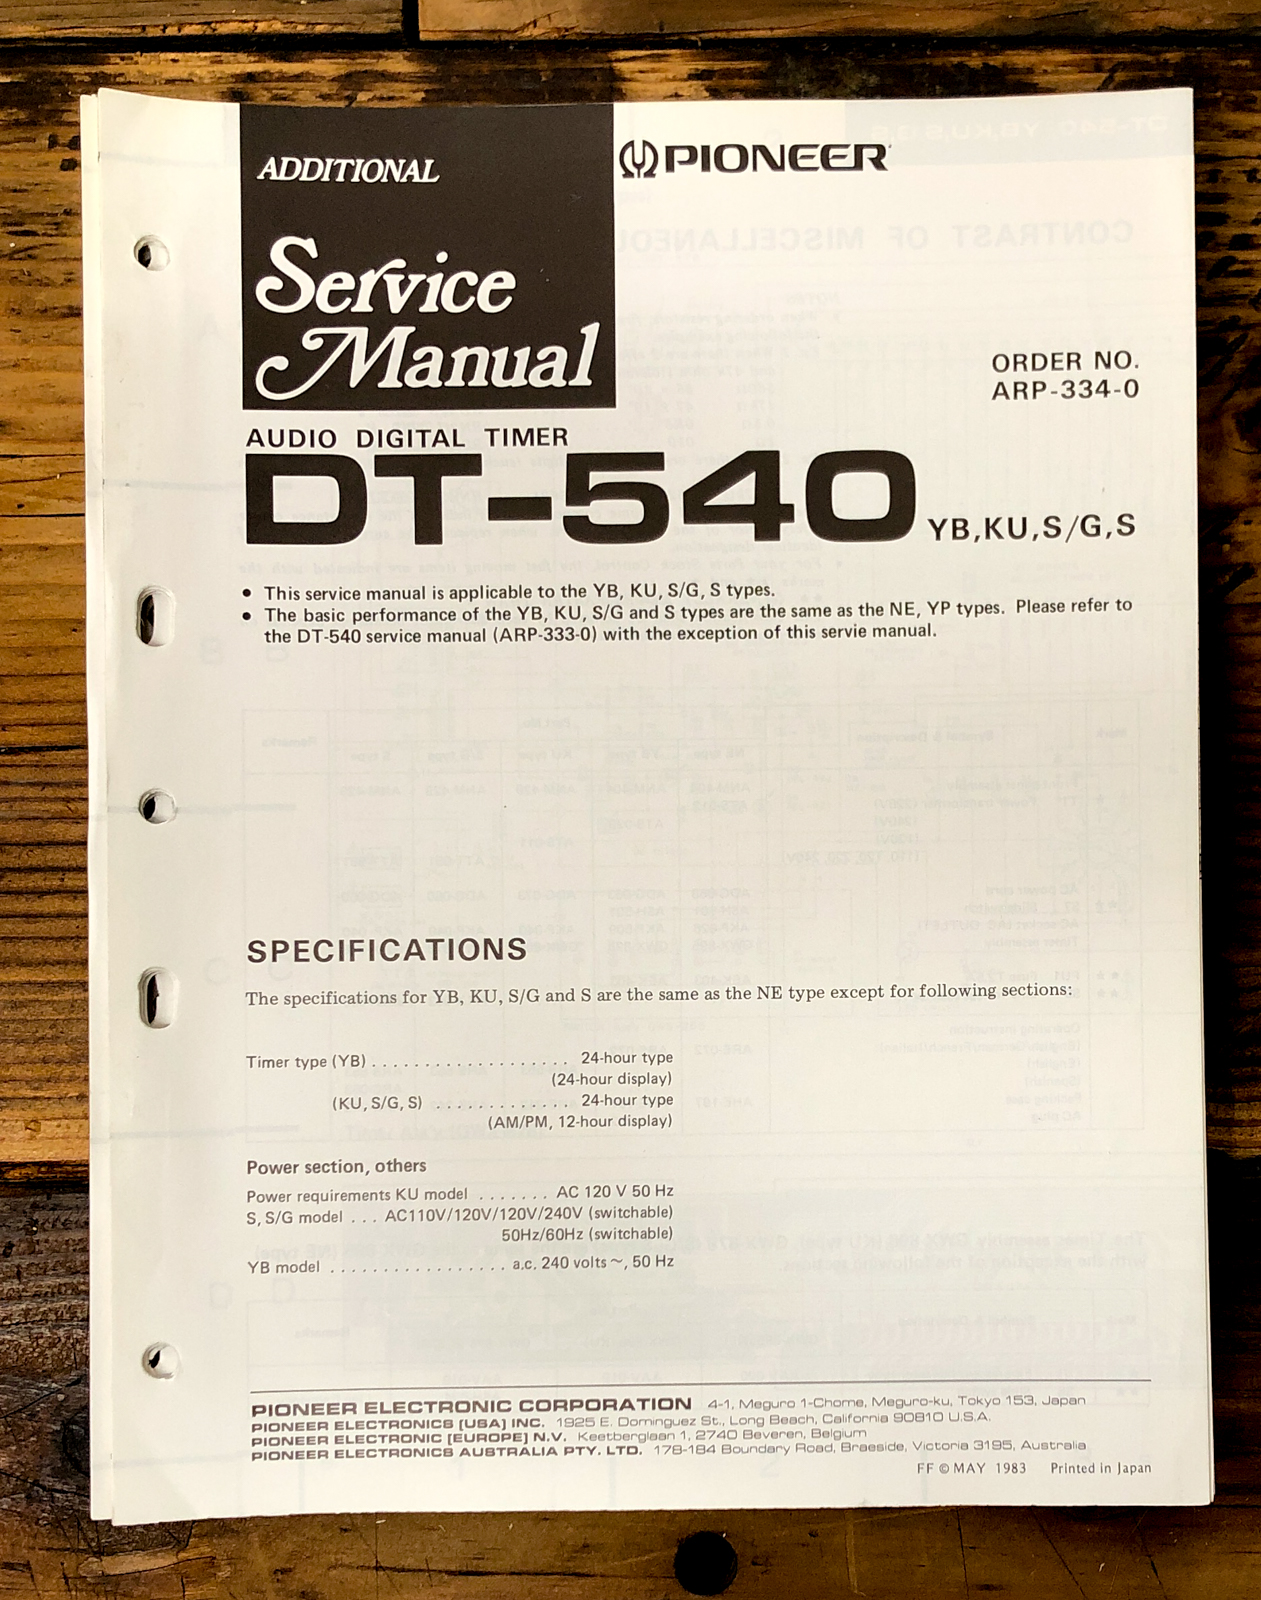 ADDITIONAL
Service
Manual
PIONEER
ORDER NO.
ARP-334-0
AUDIO DIGITAL TIMER
DT-540 YB,KU,S/G,S
• This service manual is applicable to the YB, KU, S/G, S types.
• The basic performance of the YB, KU, S/G and S types are the same as the NE, YP types. Please refer to
the DT-540 service manual (ARP-333-0) with the exception of this servie manual.
SPECIFICATIONS
The specifications for YB, KU, S/G and S are the same as the NE type except for following sections:
Timer type (YB) . . . . . . . . . . . . . . . . . . . 24-hour type
(24-hour display)
(KU, S/G, S) . . . . . . . . . . . . . 24-hour type
(AM/PM, 12-hour display)
Power section, others
Power requirements KU model . . . . . . . AC 120 V 50 Hz
S, S/G model . . . AC110V/120V/120V/240V (switchable)
50Hz/60Hz (switchable)
YB model . . . . . . . . . . . . . . . . . a.c. 240 volts ~, 50 Hz
PIONEER ELECTRONIC CORPORATION 4-1, Meguro 1-Chome, Meguro-ku, Tokyo 153, Japan
PIONEER ELECTRONICS [USA] INC. 1925 E. Dominguez St., Long Beach, California 90810 U.S.A.
PIONEER ELECTRONIC [EUROPE] N.V. Keetberglaan 1, 2740 Beveren, Belgium
PIONEER ELECTRONICS AUSTRALIA PTY. LTD. 178-184 Boundary Road, Braeside, Victoria 3195, Australia
FF © MAY 1983 Printed in Japan